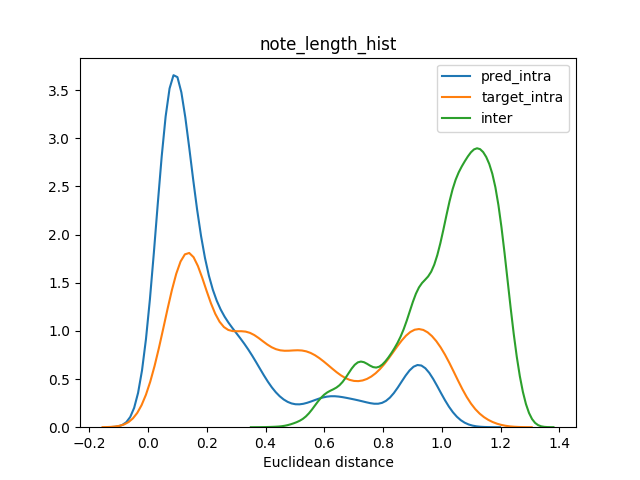 note_length_hist
pred_intra
target_intra
inter
3.5
3.0
2.5
2.0
1.5
1.0
0.5
0.0
−0.2 0.0 0.2 0.4 0.6 0.8 1.0 1.2 1.4
Euclidean distance